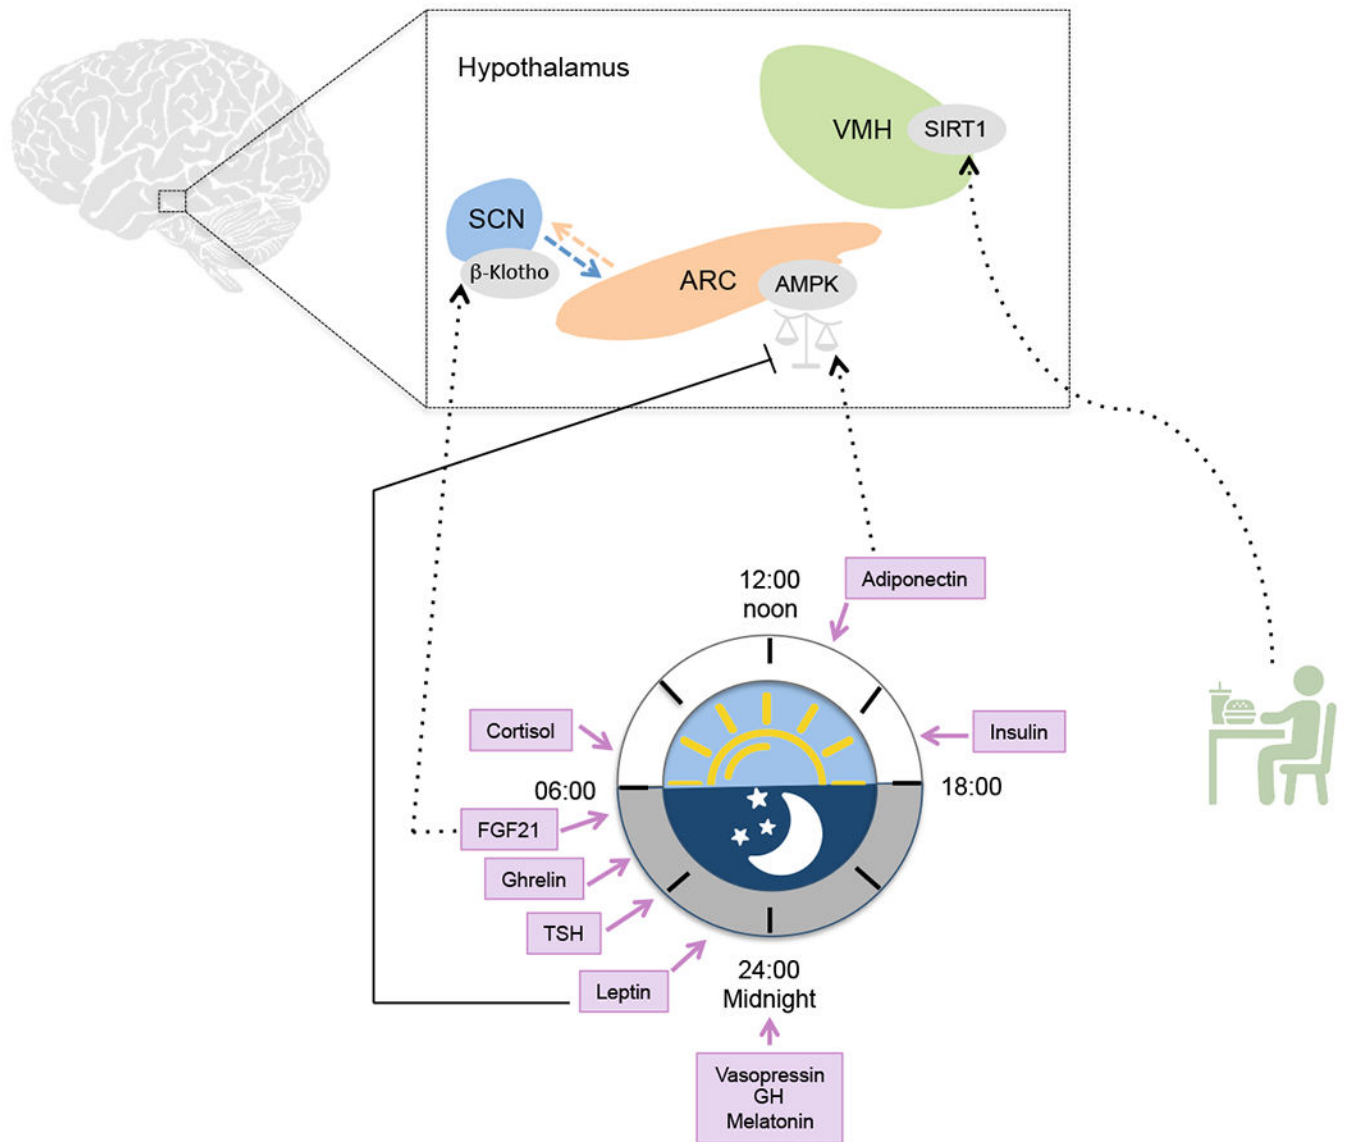 Hypothalamus
VMH
SIRT1
SCN
β-Klotho
ARC
AMPK
12:00
noon
Adiponectin
Cortisol
Insulin
06:00
18:00
FGF21
Ghrelin
TSH
Leptin
24:00
Midnight
Vasopressin
GH
Melatonin